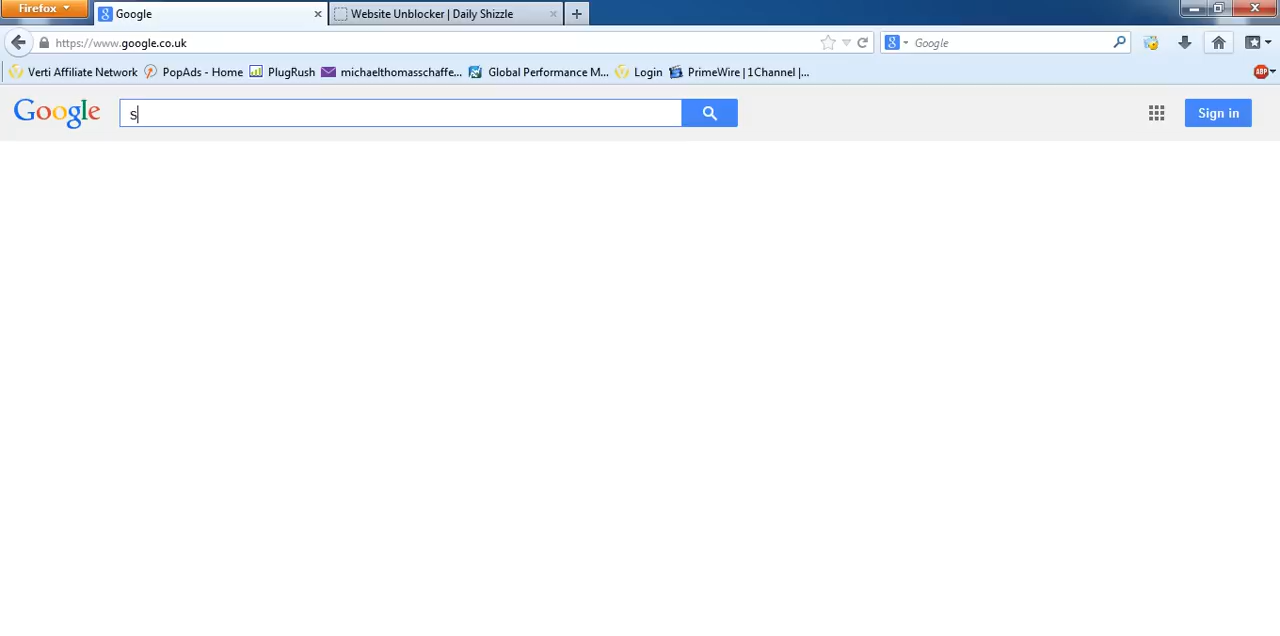 Firefox
Google
Website Unblocker | Daily Shizzle
https://www.google.co.uk
Google
Verti Affiliate Network
PopAds - Home
PlugRush
michaelthomasschaffe...
Global Performance M...
Login
PrimeWire | 1Channel |...
ABP
Google
s
Sign in